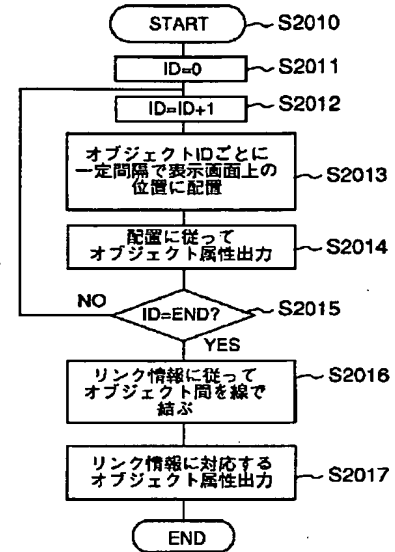 START S2010
ID=0 S2011
ID=ID+1 S2012
オブジェクトIDごとに
一定間隔で表示画面上の
位置に配置
S2013
配置に従って
オブジェクト属性出力
S2014
NO
ID=END? S2015
YES
リンク情報に従って
オブジェクト間を線で
結ぶ
S2016
リンク情報に対応する
オブジェクト属性出力
S2017
END